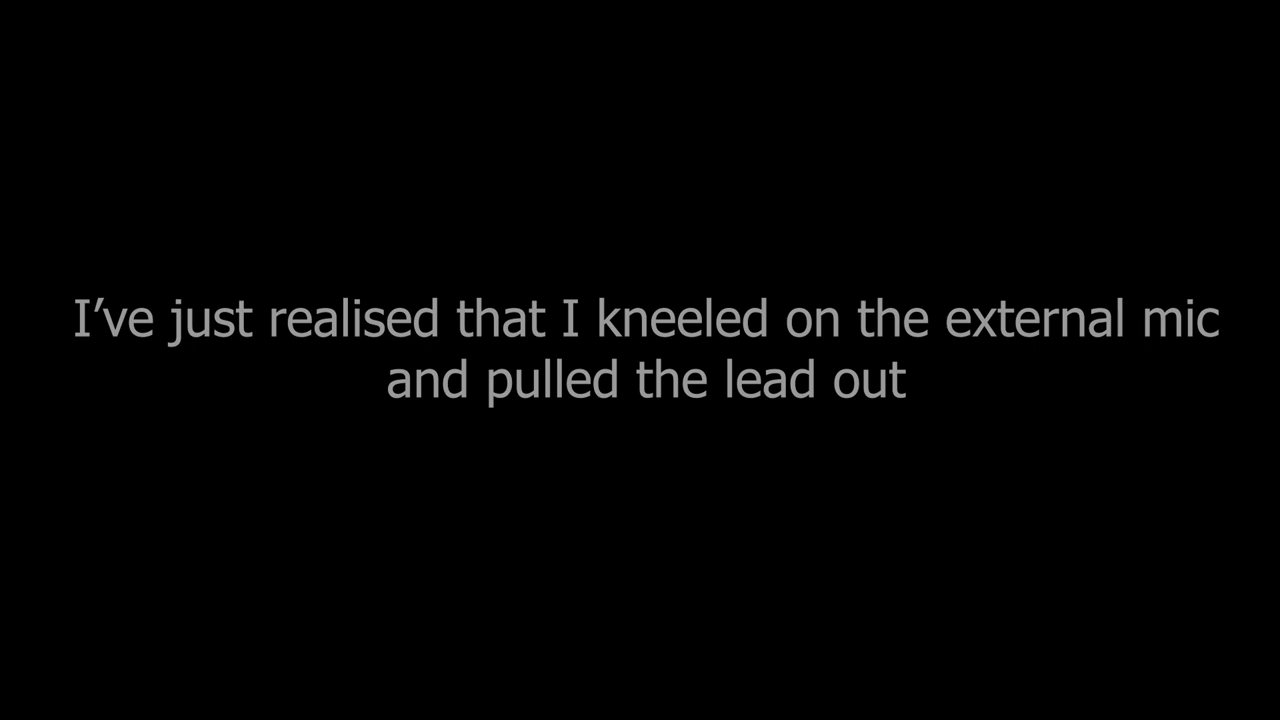 I’ve just realised that I kneeled on the external mic
and pulled the lead out